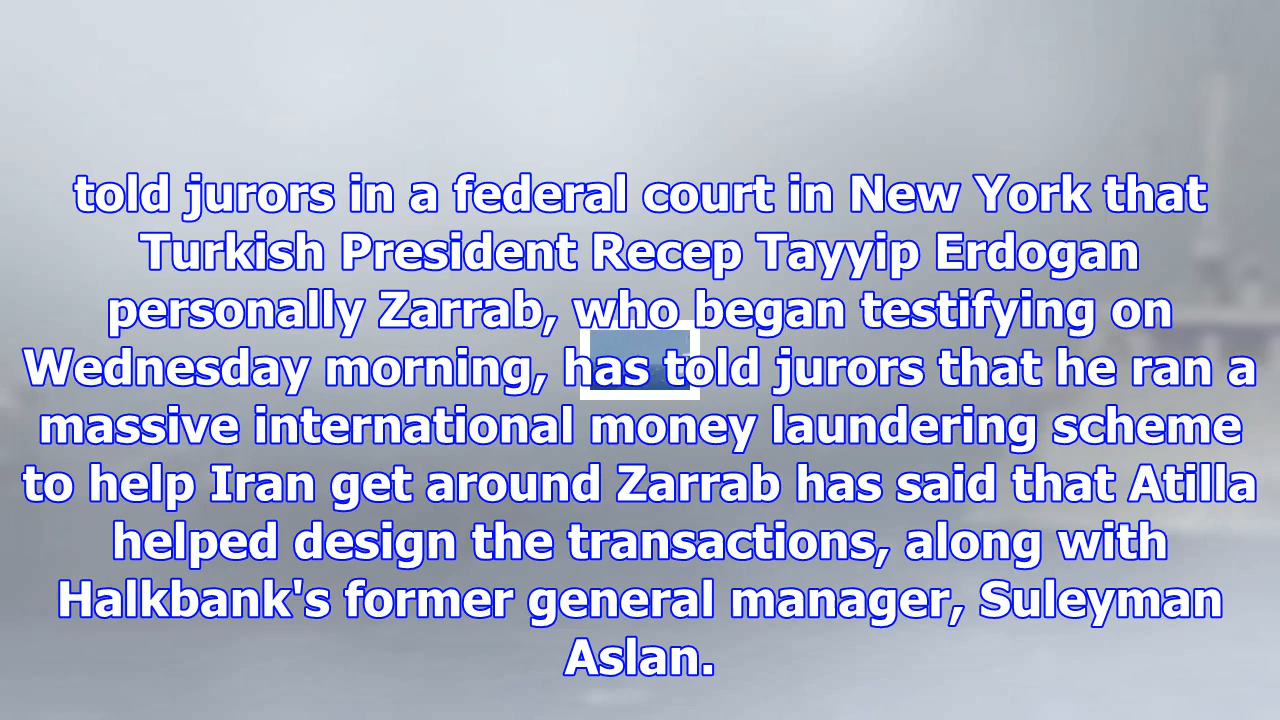 told jurors in a federal court in New York that
Turkish President Recep Tayyip Erdogan
personally Zarrab, who began testifying on
Wednesday morning, has told jurors that he ran a
massive international money laundering scheme
to help Iran get around Zarrab has said that Atilla
helped design the transactions, along with
Halkbank's former general manager, Suleyman
Aslan.